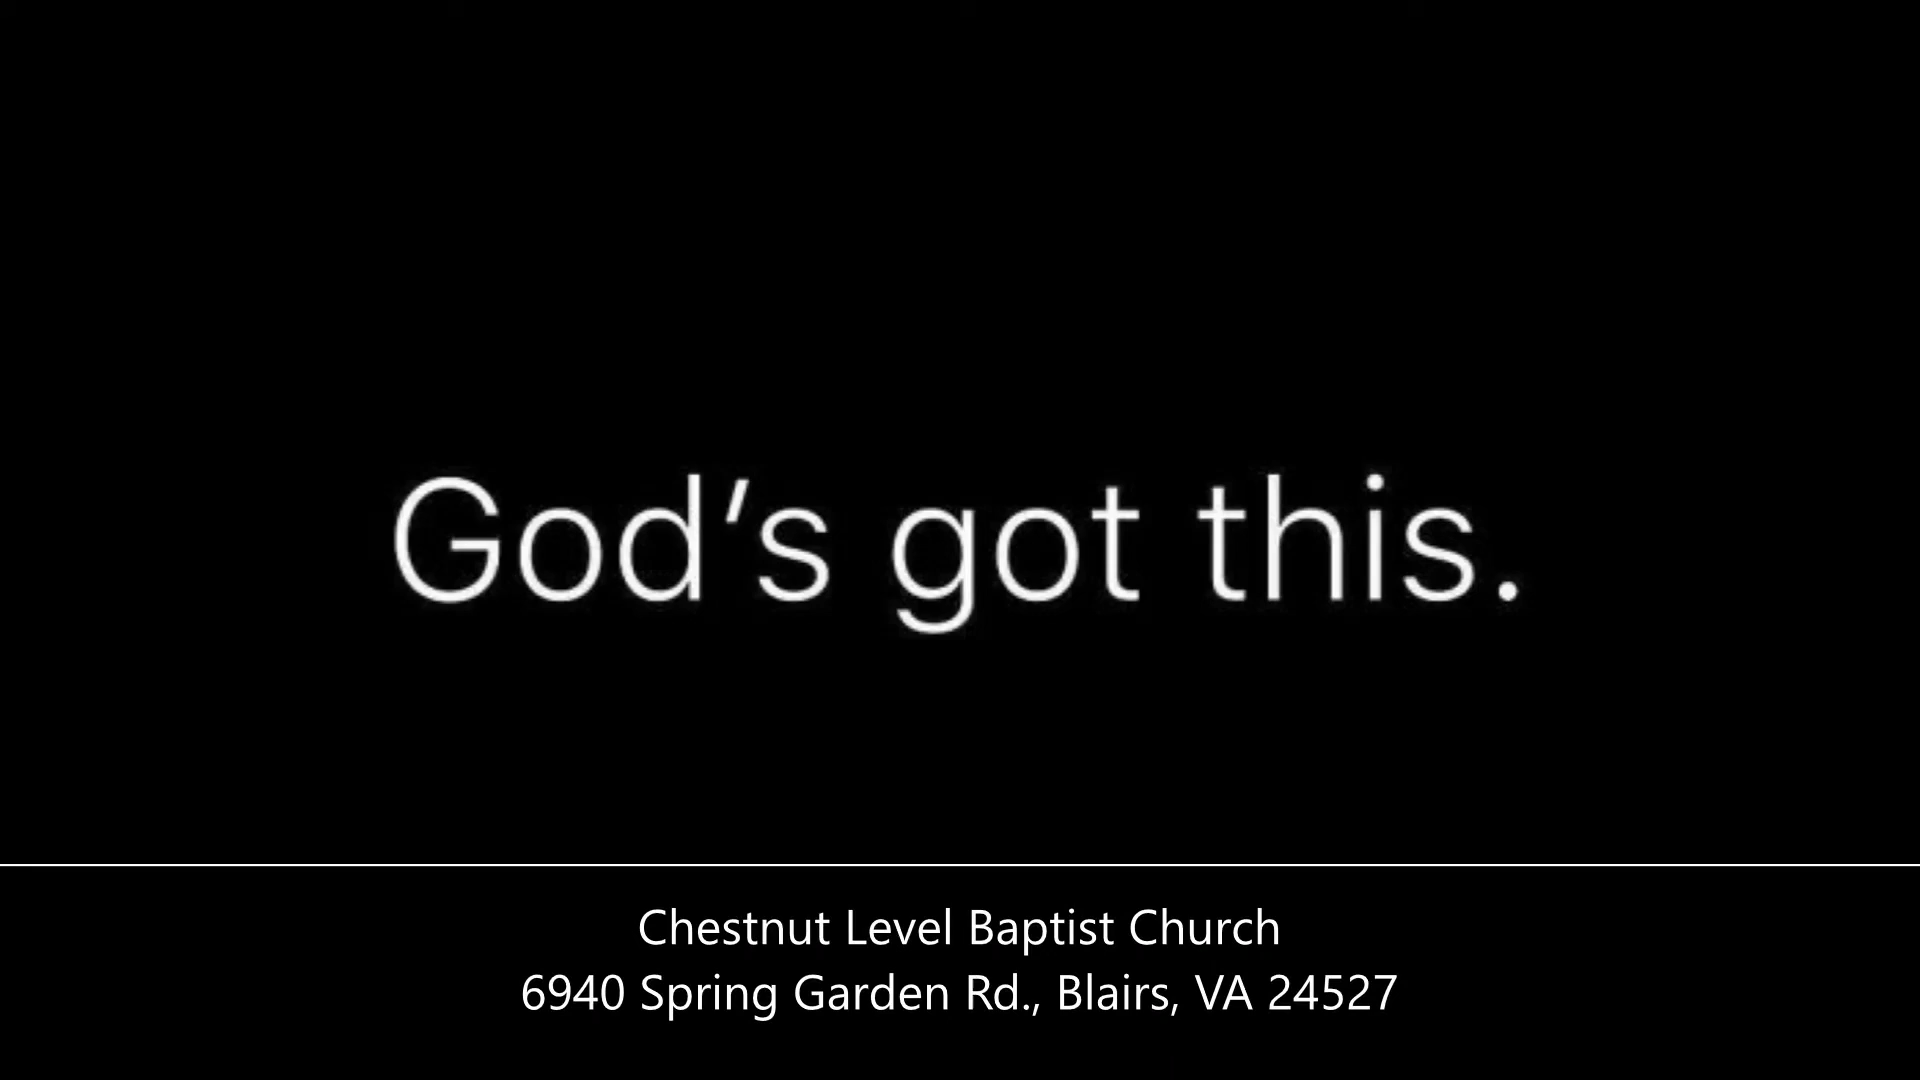 God’s got this.
Chestnut Level Baptist Church
6940 Spring Garden Rd., Blairs, VA 24527